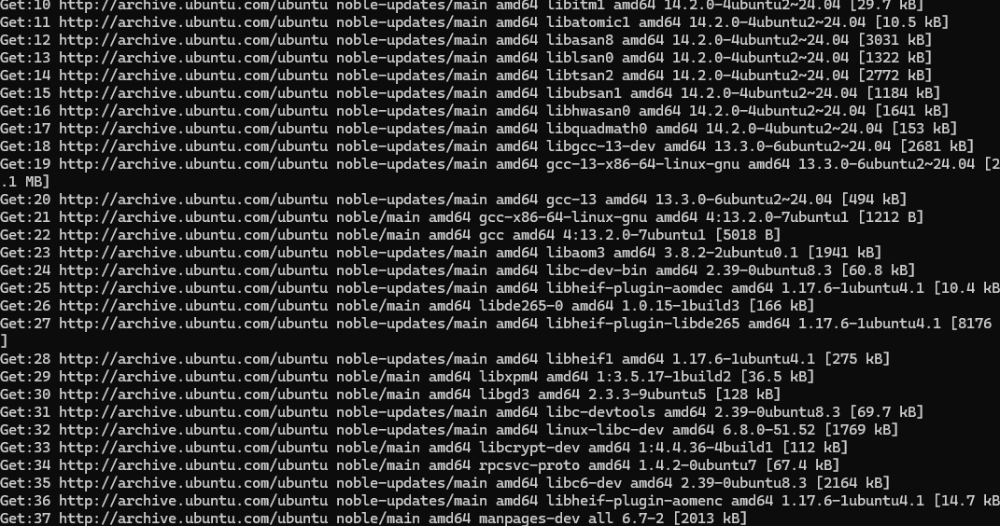 Get:10 http://archive.ubuntu.com/ubuntu noble-updates/main amd64 libitm1 amd64 14.2.0-4ubuntu2~24.04 [29.7 kB]
Get:11 http://archive.ubuntu.com/ubuntu noble-updates/main amd64 libatomic1 amd64 14.2.0-4ubuntu2~24.04 [10.5 kB]
Get:12 http://archive.ubuntu.com/ubuntu noble-updates/main amd64 libasan8 amd64 14.2.0-4ubuntu2~24.04 [3031 kB]
Get:13 http://archive.ubuntu.com/ubuntu noble-updates/main amd64 liblsan0 amd64 14.2.0-4ubuntu2~24.04 [1322 kB]
Get:14 http://archive.ubuntu.com/ubuntu noble-updates/main amd64 libtsan2 amd64 14.2.0-4ubuntu2~24.04 [2772 kB]
Get:15 http://archive.ubuntu.com/ubuntu noble-updates/main amd64 libubsan1 amd64 14.2.0-4ubuntu2~24.04 [1184 kB]
Get:16 http://archive.ubuntu.com/ubuntu noble-updates/main amd64 libhwasan0 amd64 14.2.0-4ubuntu2~24.04 [1641 kB]
Get:17 http://archive.ubuntu.com/ubuntu noble-updates/main amd64 libquadmath0 amd64 14.2.0-4ubuntu2~24.04 [153 kB]
Get:18 http://archive.ubuntu.com/ubuntu noble-updates/main amd64 libgcc-13-dev amd64 13.3.0-6ubuntu2~24.04 [2681 kB]
Get:19 http://archive.ubuntu.com/ubuntu noble-updates/main amd64 gcc-13-x86-64-linux-gnu amd64 13.3.0-6ubuntu2~24.04 [2
.1 MB]
Get:20 http://archive.ubuntu.com/ubuntu noble-updates/main amd64 gcc-13 amd64 13.3.0-6ubuntu2~24.04 [494 kB]
Get:21 http://archive.ubuntu.com/ubuntu noble/main amd64 gcc-x86-64-linux-gnu amd64 4:13.2.0-7ubuntu1 [1212 B]
Get:22 http://archive.ubuntu.com/ubuntu noble/main amd64 gcc amd64 4:13.2.0-7ubuntu1 [5018 B]
Get:23 http://archive.ubuntu.com/ubuntu noble-updates/main amd64 libaom3 amd64 3.8.2-2ubuntu0.1 [1941 kB]
Get:24 http://archive.ubuntu.com/ubuntu noble-updates/main amd64 libc-dev-bin amd64 2.39-0ubuntu8.3 [60.8 kB]
Get:25 http://archive.ubuntu.com/ubuntu noble-updates/main amd64 libheif-plugin-aomdec amd64 1.17.6-1ubuntu4.1 [10.4 kB
Get:26 http://archive.ubuntu.com/ubuntu noble/main amd64 libde265-0 amd64 1.0.15-1build3 [166 kB]
Get:27 http://archive.ubuntu.com/ubuntu noble-updates/main amd64 libheif-plugin-libde265 amd64 1.17.6-1ubuntu4.1 [8176
]
Get:28 http://archive.ubuntu.com/ubuntu noble-updates/main amd64 libheif1 amd64 1.17.6-1ubuntu4.1 [275 kB]
Get:29 http://archive.ubuntu.com/ubuntu noble/main amd64 libxpm4 amd64 1:3.5.17-1build2 [36.5 kB]
Get:30 http://archive.ubuntu.com/ubuntu noble/main amd64 libgd3 amd64 2.3.3-9ubuntu5 [128 kB]
Get:31 http://archive.ubuntu.com/ubuntu noble-updates/main amd64 libc-devtools amd64 2.39-0ubuntu8.3 [69.7 kB]
Get:32 http://archive.ubuntu.com/ubuntu noble-updates/main amd64 linux-libc-dev amd64 6.8.0-51.52 [1769 kB]
Get:33 http://archive.ubuntu.com/ubuntu noble/main amd64 libcrypt-dev amd64 1:4.4.36-4build1 [112 kB]
Get:34 http://archive.ubuntu.com/ubuntu noble/main amd64 rpcsvc-proto amd64 1.4.2-0ubuntu7 [67.4 kB]
Get:35 http://archive.ubuntu.com/ubuntu noble-updates/main amd64 libc6-dev amd64 2.39-0ubuntu8.3 [2164 kB]
Get:36 http://archive.ubuntu.com/ubuntu noble-updates/main amd64 libheif-plugin-aomenc amd64 1.17.6-1ubuntu4.1 [14.7 kB
Get:37 http://archive.ubuntu.com/ubuntu noble/main amd64 manpages-dev all 6.7-2 [2013 kB]